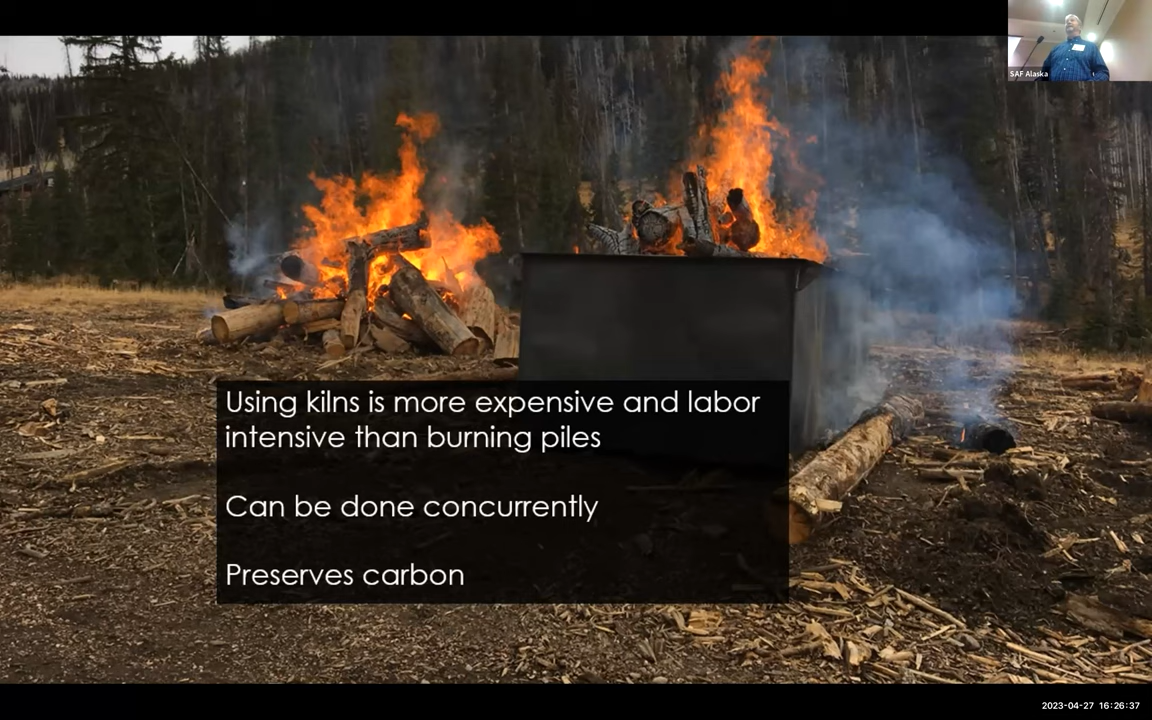 SAF Alaska
Using kilns is more expensive and labor
intensive than burning piles
Can be done concurrently
Preserves carbon
2023-04-27 16:26:37